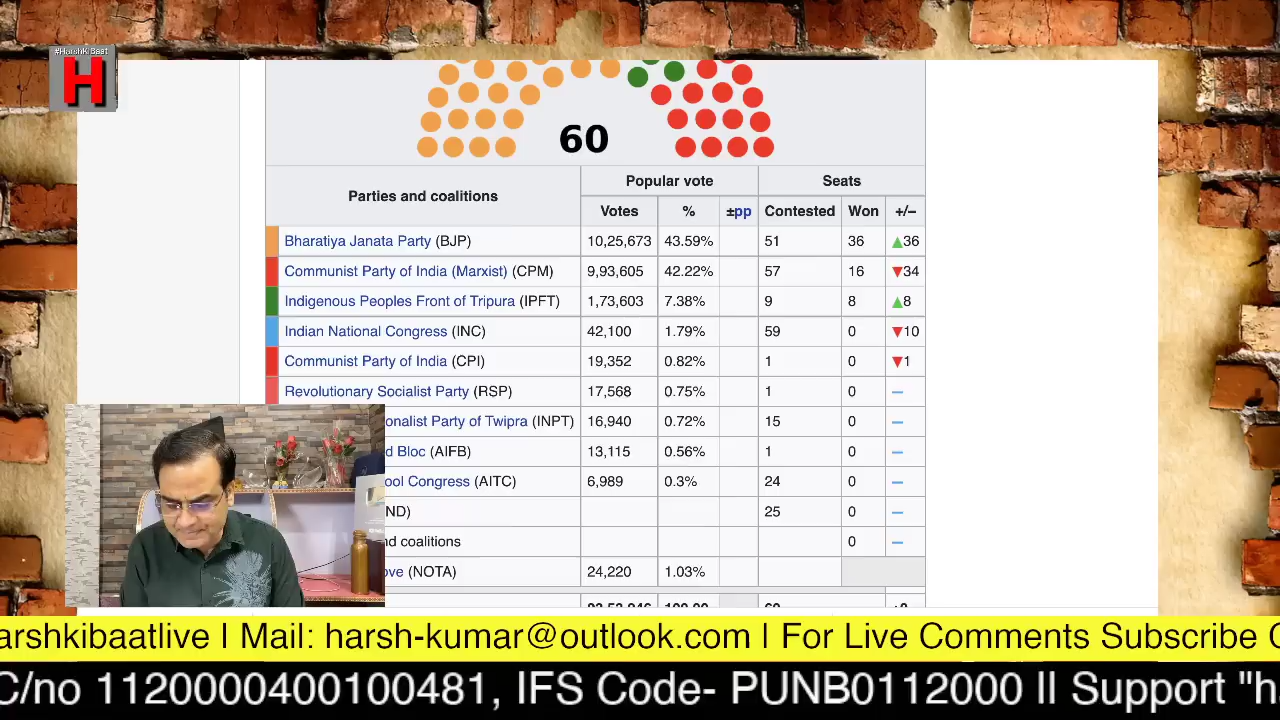 #HarshKiBaat
H
60
Parties and coalitions
Popular vote
Seats
Votes % ±pp Contested Won +/–
Bharatiya Janata Party (BJP) 10,25,673 43.59% 51 36 ▲36
Communist Party of India (Marxist) (CPM) 9,93,605 42.22% 57 16 ▼34
Indigenous Peoples Front of Tripura (IPFT) 1,73,603 7.38% 9 8 ▲8
Indian National Congress (INC) 42,100 1.79% 59 0 ▼10
Communist Party of India (CPI) 19,352 0.82% 1 0 ▼1
Revolutionary Socialist Party (RSP) 17,568 0.75% 1 0 –
onalist Party of Twipra (INPT) 16,940 0.72% 15 0 –
d Bloc (AIFB) 13,115 0.56% 1 0 –
ool Congress (AITC) 6,989 0.3% 24 0 –
ND) 25 0 –
nd coalitions 0 –
ove (NOTA) 24,220 1.03%
arshkibaatlive I Mail: harsh-kumar@outlook.com I For Live Comments Subscribe C
C/no 1120000400100481, IFS Code- PUNB0112000 II Support "h